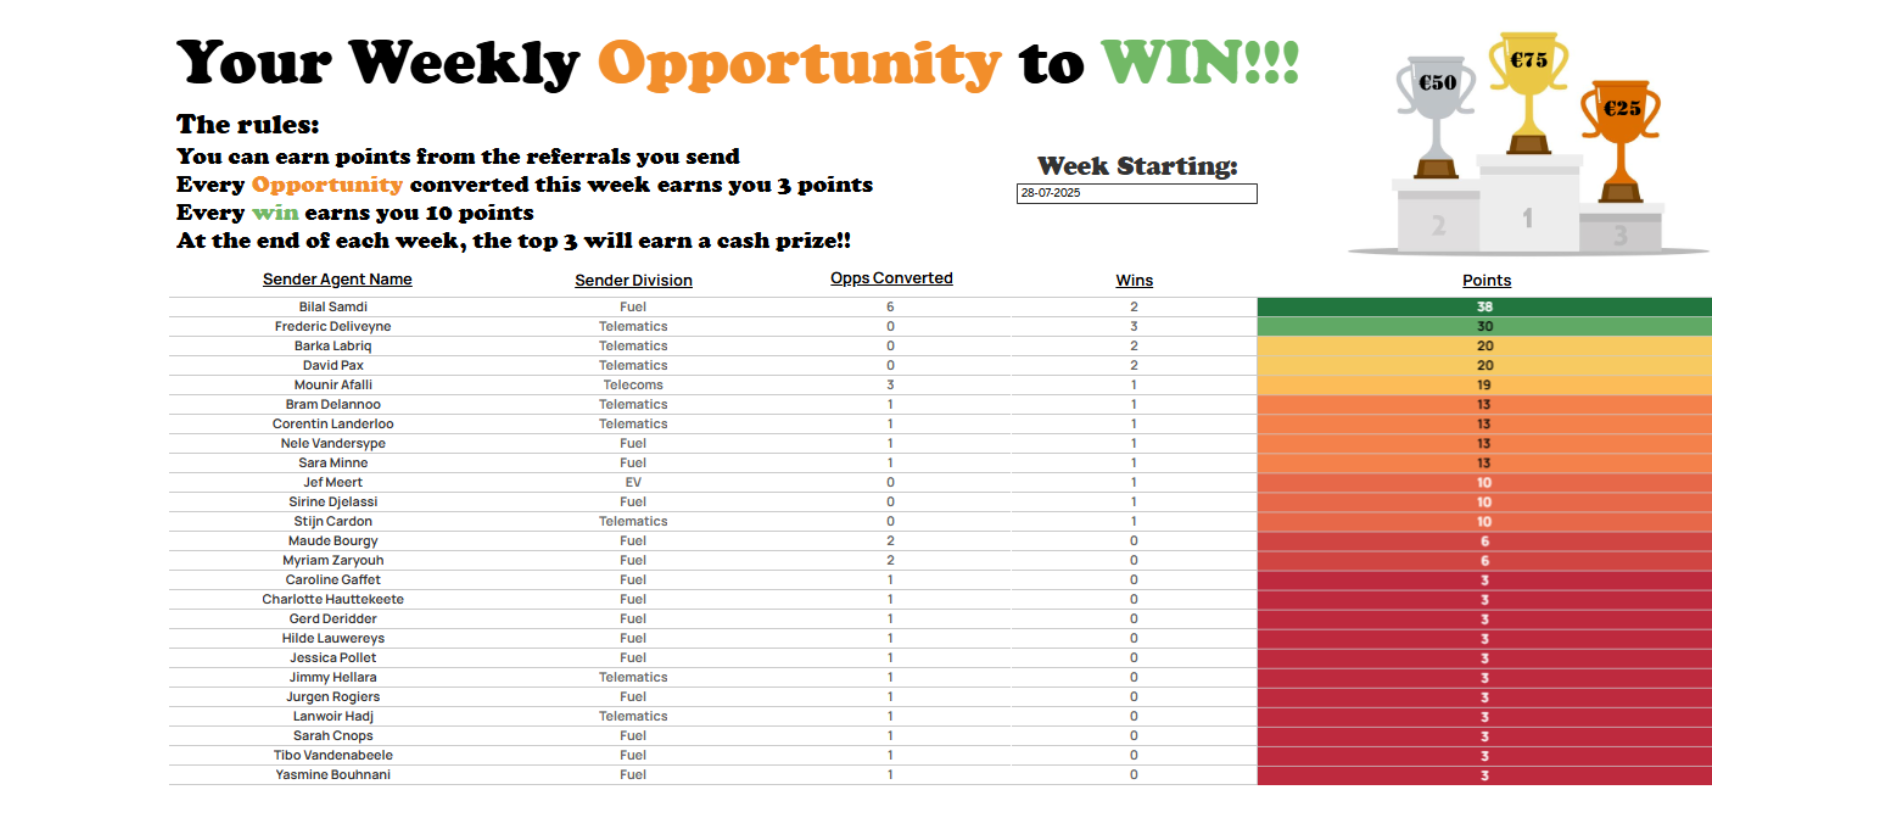 Your Weekly Opportunity to WIN!!!
€50
€75
€25
The rules:
You can earn points from the referrals you send
Every Opportunity converted this week earns you 3 points
Every win earns you 10 points
At the end of each week, the top 3 will earn a cash prize!!
Week Starting:
28-07-2025
2
1
3
Sender Agent Name Sender Division Opps Converted Wins Points
Bilal Samdi Fuel 6 2 38
Frederic Deliveyne Telematics 0 3 30
Barka Labriq Telematics 0 2 20
David Pax Telematics 0 2 20
Mounir Afalli Telecoms 3 1 19
Bram Delannoo Telematics 1 1 13
Corentin Landerloo Telematics 1 1 13
Nele Vandersype Fuel 1 1 13
Sara Minne Fuel 1 1 13
Jef Meert EV 0 1 10
Sirine Djelassi Fuel 0 1 10
Stijn Cardon Telematics 0 1 10
Maude Bourgy Fuel 2 0 6
Myriam Zaryouh Fuel 2 0 6
Caroline Gaffet Fuel 1 0 3
Charlotte Hauttekeete Fuel 1 0 3
Gerd Deridder Fuel 1 0 3
Hilde Lauwereys Fuel 1 0 3
Jessica Pollet Fuel 1 0 3
Jimmy Hellara Telematics 1 0 3
Jurgen Rogiers Fuel 1 0 3
Lanwoir Hadj Telematics 1 0 3
Sarah Cnops Fuel 1 0 3
Tibo Vandenabeele Fuel 1 0 3
Yasmine Bouhnani Fuel 1 0 3